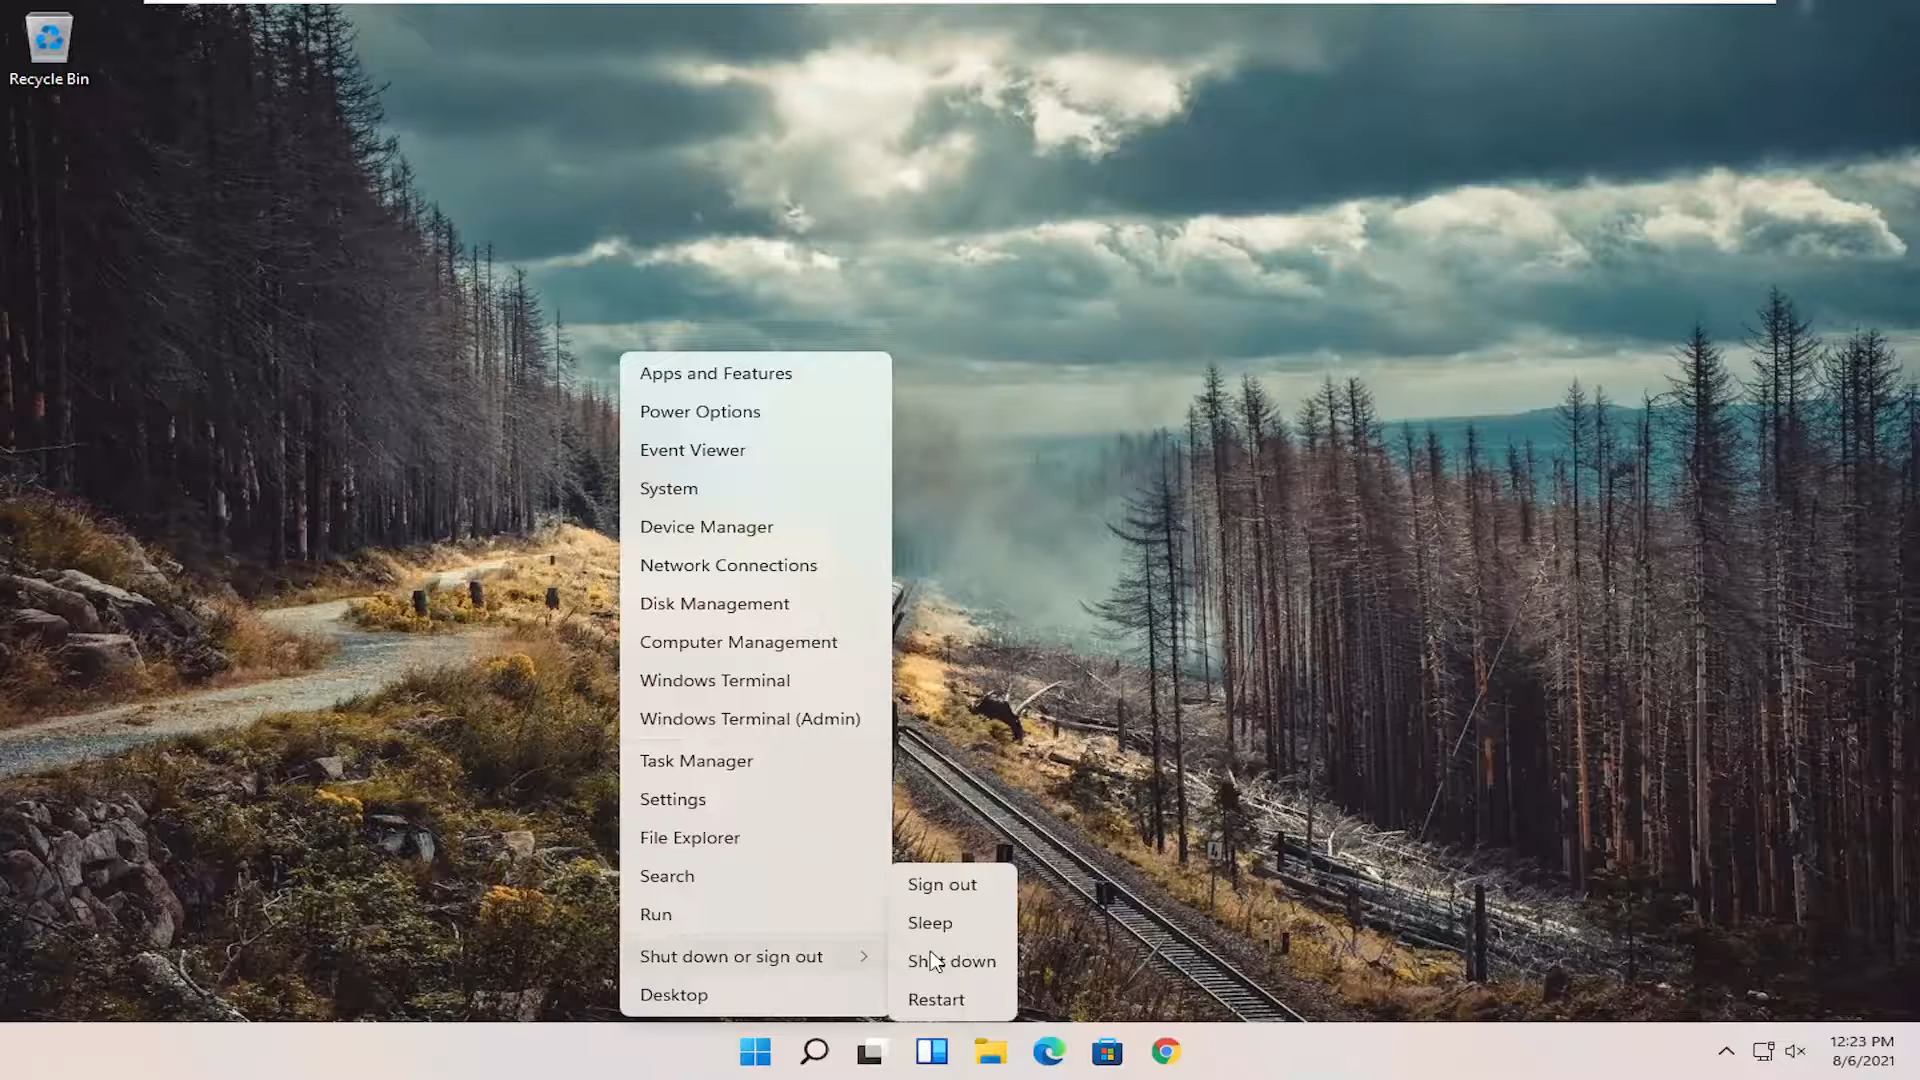 Recycle Bin
Apps and Features
Power Options
Event Viewer
System
Device Manager
Network Connections
Disk Management
Computer Management
Windows Terminal
Windows Terminal (Admin)
Task Manager
Settings
File Explorer
Search
Run
Shut down or sign out
Desktop
Sign out
Sleep
Shut down
Restart
12:23 PM
8/6/2021